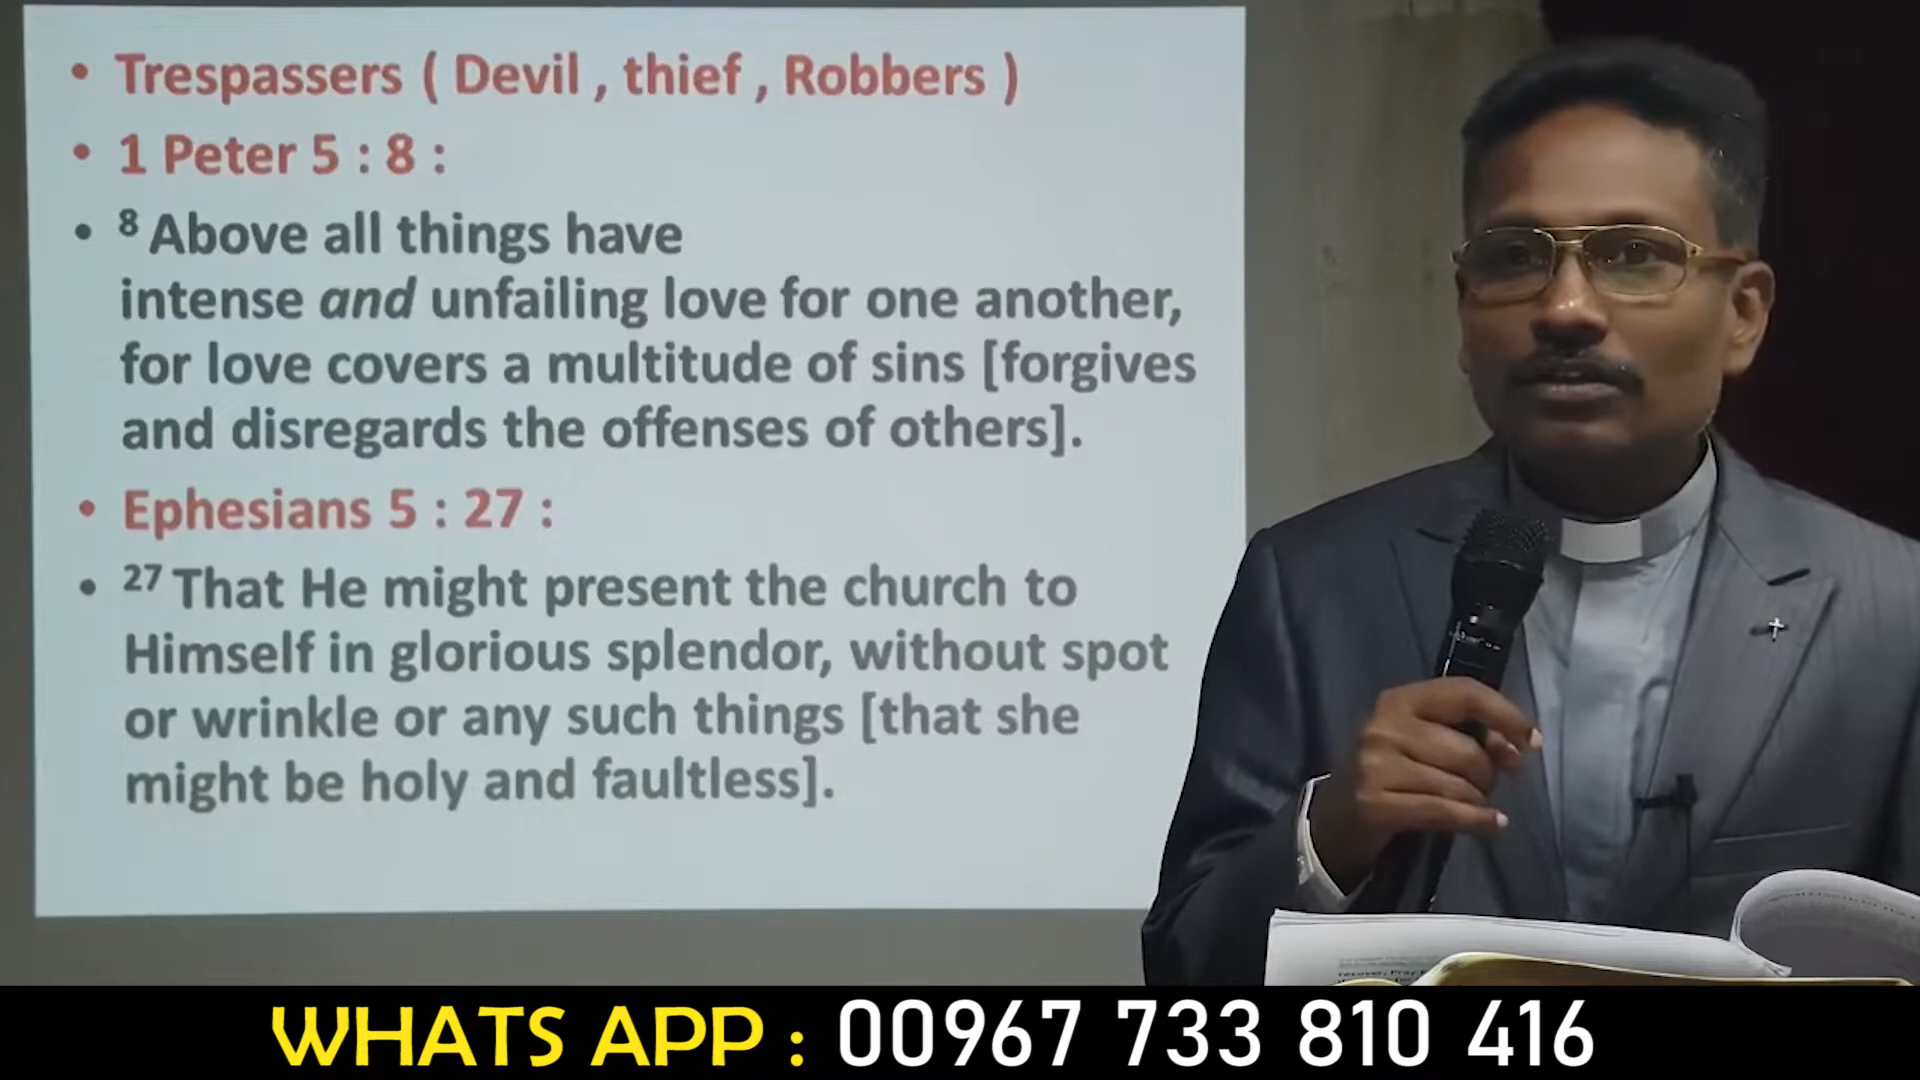 • Trespassers ( Devil , thief , Robbers )
• 1 Peter 5 : 8 :
• 8 Above all things have
intense and unfailing love for one another,
for love covers a multitude of sins [forgives
and disregards the offenses of others].
• Ephesians 5 : 27 :
• 27 That He might present the church to
Himself in glorious splendor, without spot
or wrinkle or any such things [that she
might be holy and faultless].
WHATS APP : 00967 733 810 416